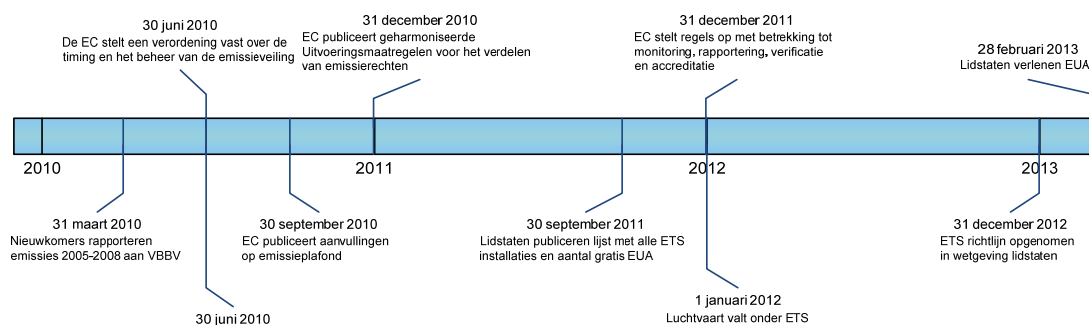 30 juni 2010
De EC stelt een verordening vast over de
timing en het beheer van de emissieveiling
31 december 2010
EC publiceert geharmoniseerde
Uitvoeringsmaatregelen voor het verdelen
van emissierechten
31 december 2011
EC stelt regels op met betrekking tot
monitoring, rapportering, verificatie
en accreditatie
28 februari 2013
Lidstaten verlenen EUA
2010
2011
2012
2013
31 maart 2010
Nieuwkomers rapporteren
emissies 2005-2008 aan VBBV
30 september 2010
EC publiceert aanvullingen
op emissieplafond
30 september 2011
Lidstaten publiceren lijst met alle ETS
installaties en aantal gratis EUA
31 december 2012
ETS richtlijn opgenomen
in wetgeving lidstaten
30 juni 2010
1 januari 2012
Luchtvaart valt onder ETS